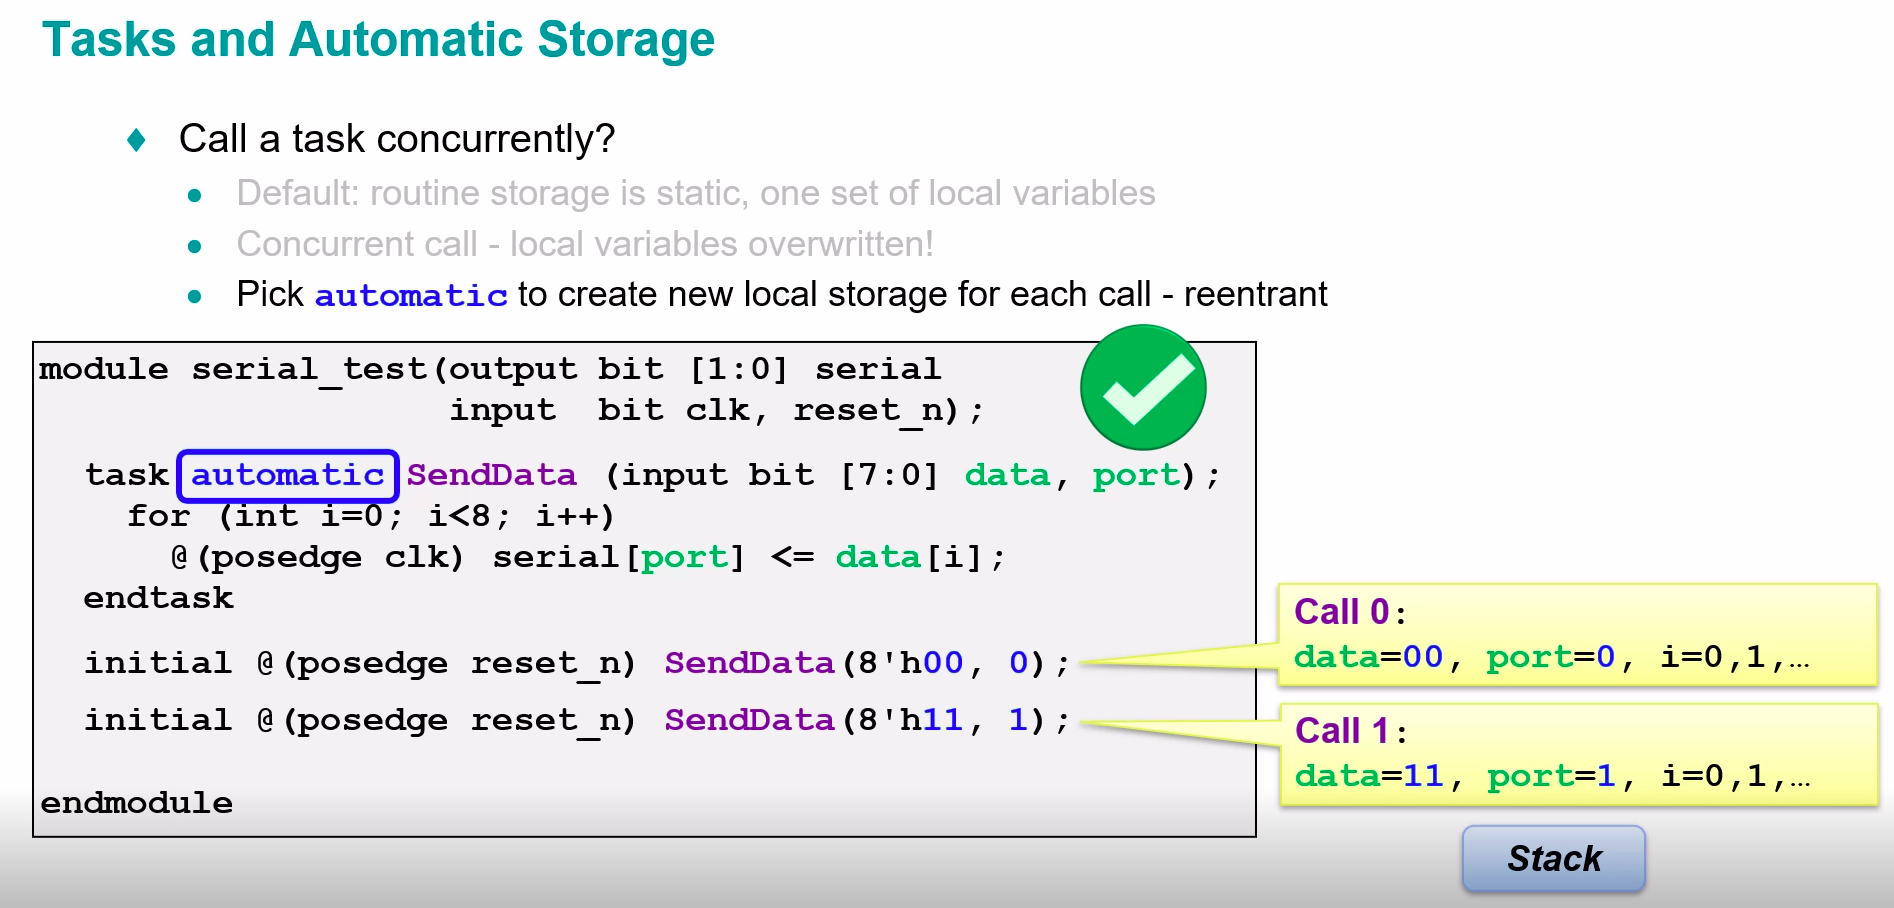 Tasks and Automatic Storage
Call a task concurrently?
Default: routine storage is static, one set of local variables
Concurrent call - local variables overwritten!
Pick automatic to create new local storage for each call - reentrant
module serial_test(output bit [1:0] serial
input bit clk, reset_n);
task automatic SendData (input bit [7:0] data, port);
for (int i=0; i<8; i++)
@(posedge clk) serial[port] <= data[i];
endtask
initial @(posedge reset_n) SendData(8'h00, 0);
initial @(posedge reset_n) SendData(8'h11, 1);
endmodule
Call 0:
data=00, port=0, i=0,1,…
Call 1:
data=11, port=1, i=0,1,…
Stack